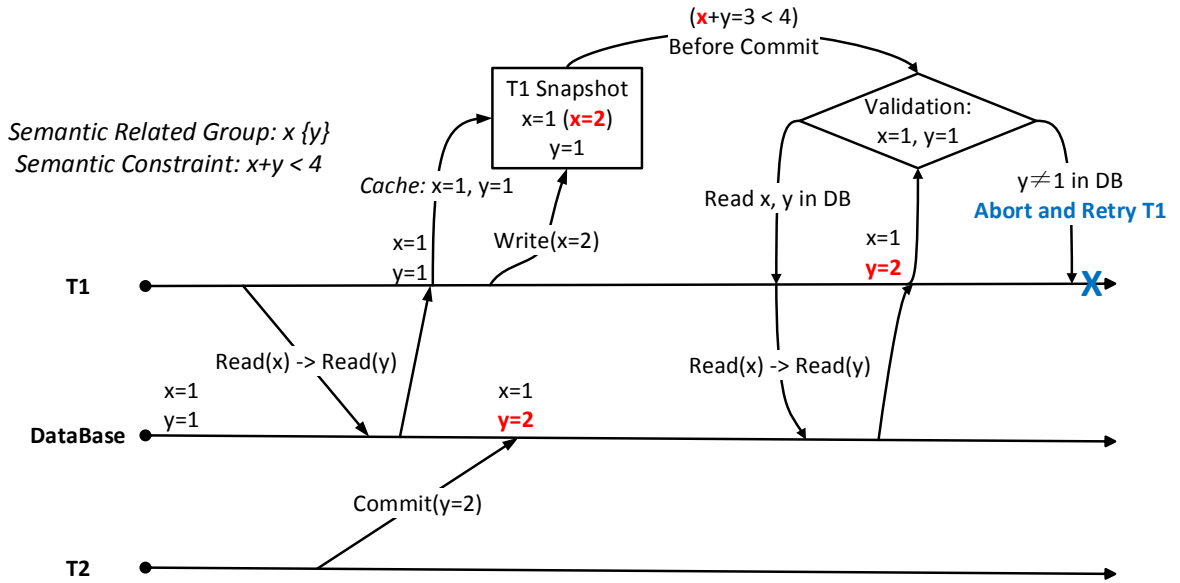 (x+y=3 < 4)
Before Commit
T1 Snapshot
x=1 (x=2)
y=1
Validation:
x=1, y=1
Semantic Related Group: x {y}
Semantic Constraint: x+y < 4
Cache: x=1, y=1
Read x, y in DB
y≠1 in DB
Abort and Retry T1
Write(x=2)
x=1
y=1
x=1
y=2
T1
X
Read(x) -> Read(y)
Read(x) -> Read(y)
x=1
y=1
x=1
y=2
DataBase
Commit(y=2)
T2